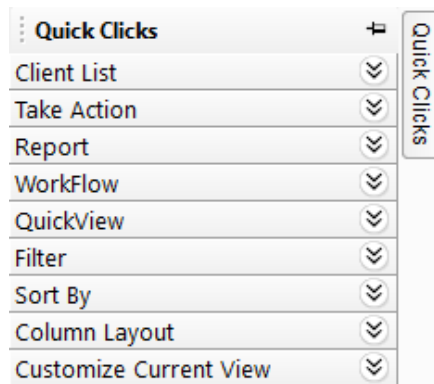 Quick Clicks
Client List
Take Action
Report
WorkFlow
QuickView
Filter
Sort By
Column Layout
Customize Current View
Quick Clicks